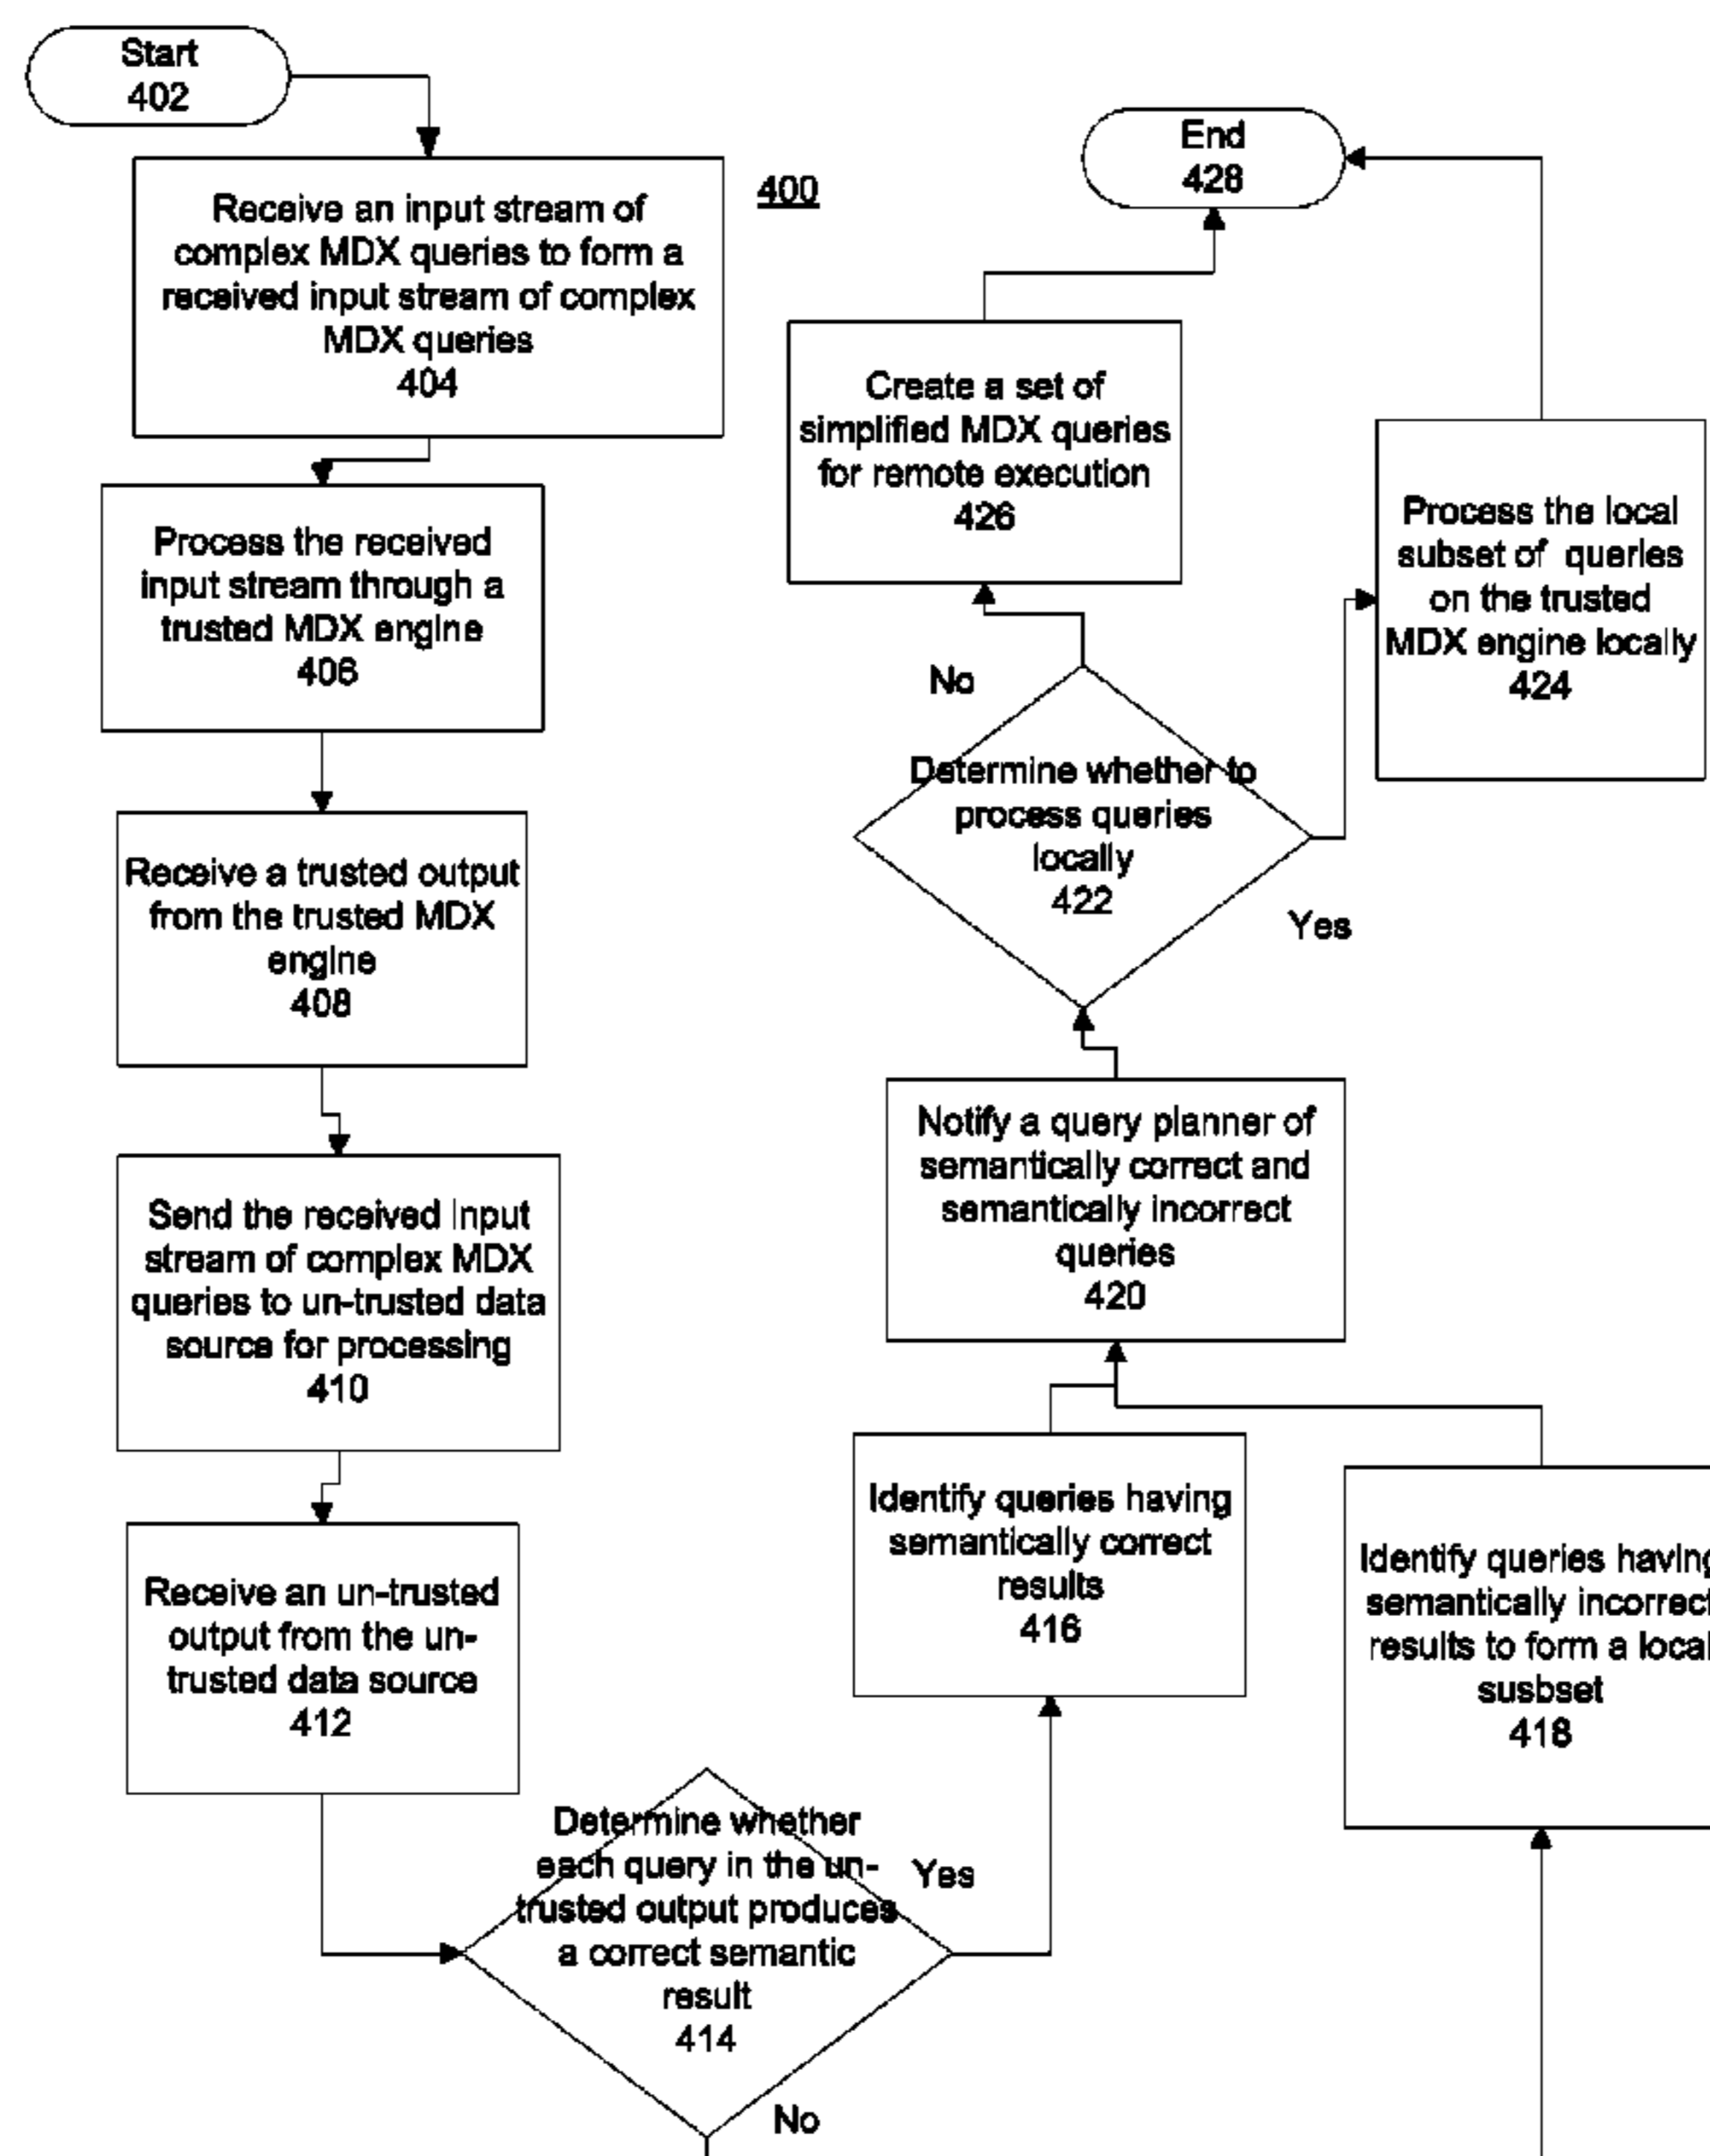 Start
402
Receive an input stream of
complex MDX queries to form a
received input stream of complex
MDX queries
404
400
Process the received
input stream through a
trusted MDX engine
406
Receive a trusted output
from the trusted MDX
engine
408
Send the received input
stream of complex MDX
queries to un-trusted data
source for processing
410
Receive an un-trusted
output from the un-
trusted data source
412
Determine whether
each query in the un-
trusted output produces
a correct semantic
result
414
Yes
No
Identify queries having
semantically correct
results
416
Identify queries having
semantically incorrect
results to form a local
susbset
418
Notify a query planner of
semantically correct and
semantically incorrect
queries
420
Determine whether to
process queries
locally
422
No
Yes
Create a set of
simplified MDX queries
for remote execution
426
Process the local
subset of queries
on the trusted
MDX engine locally
424
End
428